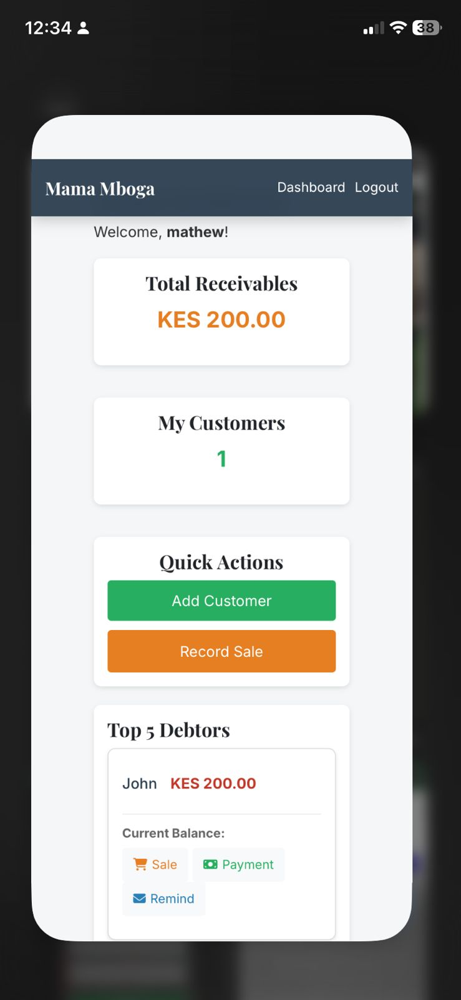 12:34
38
Mama Mboga
Dashboard Logout
Welcome, mathew!
Total Receivables
KES 200.00
My Customers
1
Quick Actions
Add Customer
Record Sale
Top 5 Debtors
John KES 200.00
Current Balance:
Sale Payment
Remind